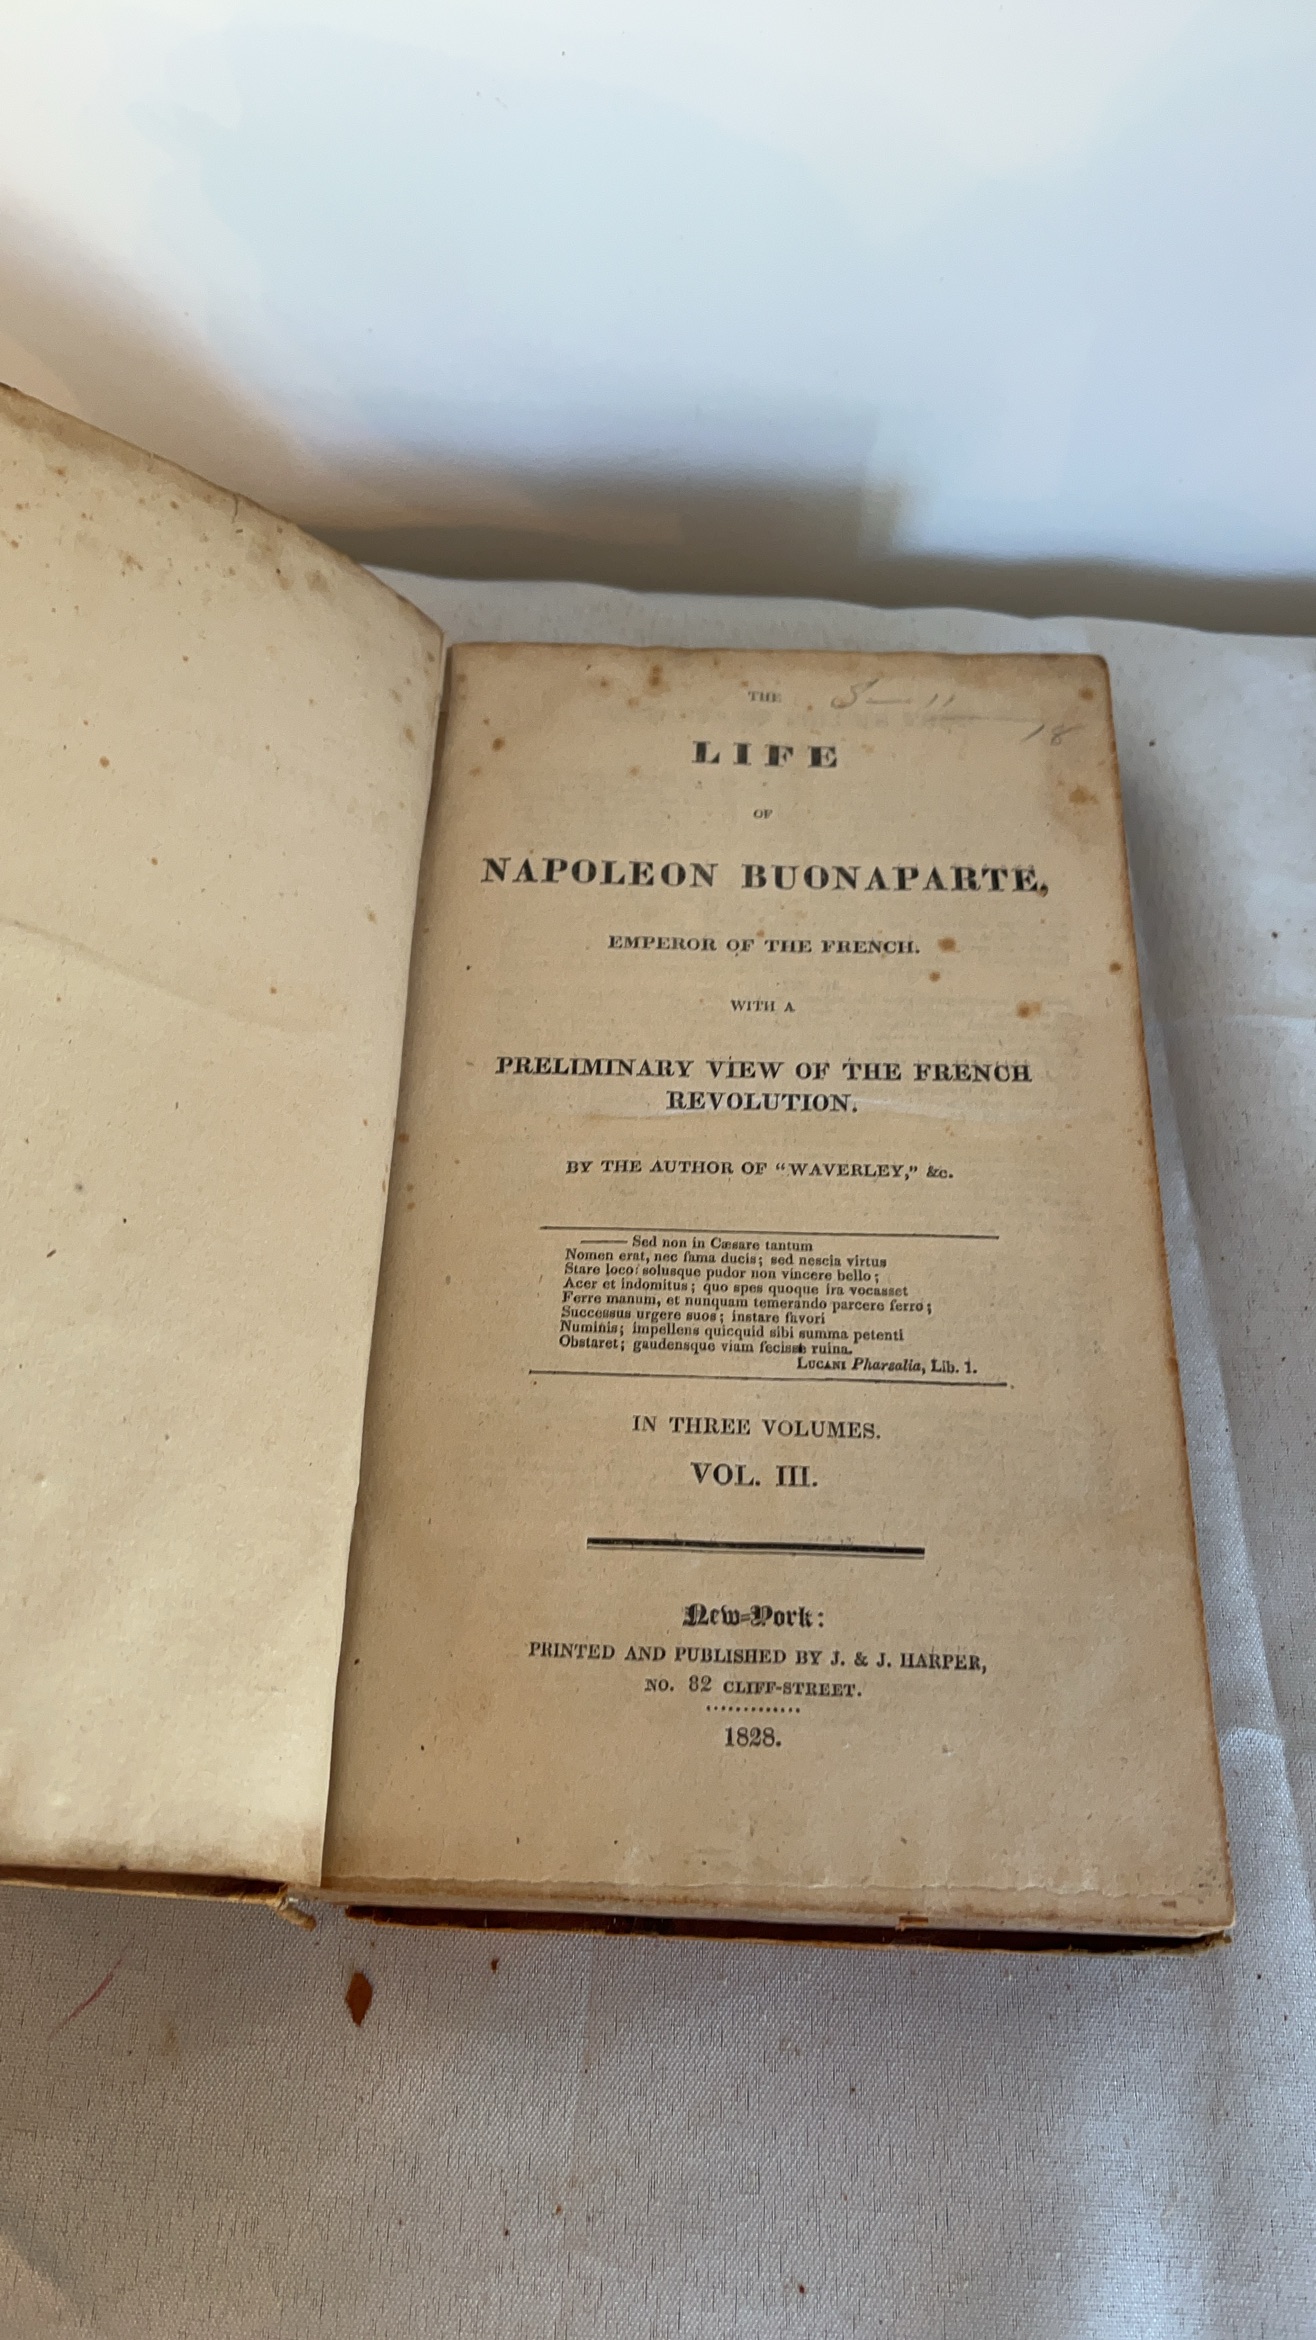 THE
LIFE
OF
NAPOLEON BUONAPARTE,
EMPEROR OF THE FRENCH.
WITH A
PRELIMINARY VIEW OF THE FRENCH
REVOLUTION.
BY THE AUTHOR OF "WAVERLEY," &c.
—— Sed non in Cæsare tantum
Nomen erat, nec fama ducis; sed nescia virtus
Stare loco: solusque pudor non vincere bello;
Acer et indomitus; quo spes quoque ira vocasset
Ferre manum, et nunquam temerando parcere ferro;
Successus urgere suos; instare favori
Numinis; impellens quicquid sibi summa petenti
Obstaret; gaudensque viam fecisse ruina.
LUCANI Pharsalia, Lib. 1.
IN THREE VOLUMES.
VOL. III.
New-York:
PRINTED AND PUBLISHED BY J. & J. HARPER,
NO. 82 CLIFF-STREET.
1828.